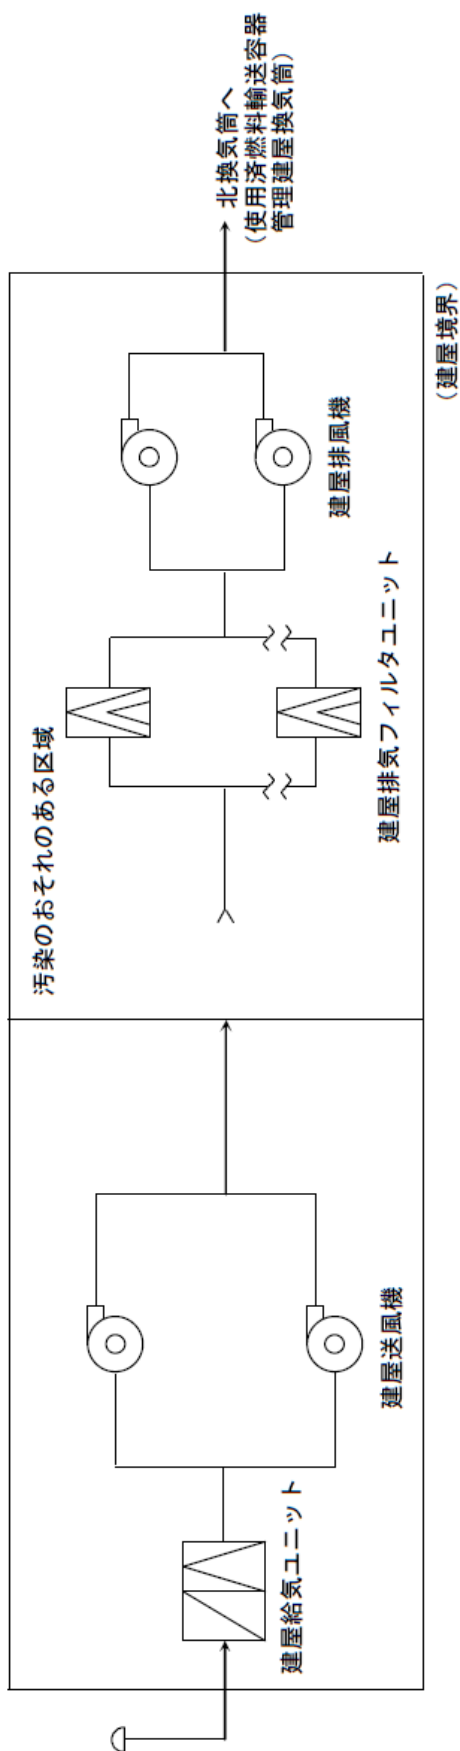 建屋給気ユニット
建屋送風機
汚染のおそれのある区域
建屋排気フィルタユニット
建屋排風機
(建屋境界)
北換気筒へ
(使用済燃料輸送容器
管理建屋換気筒)